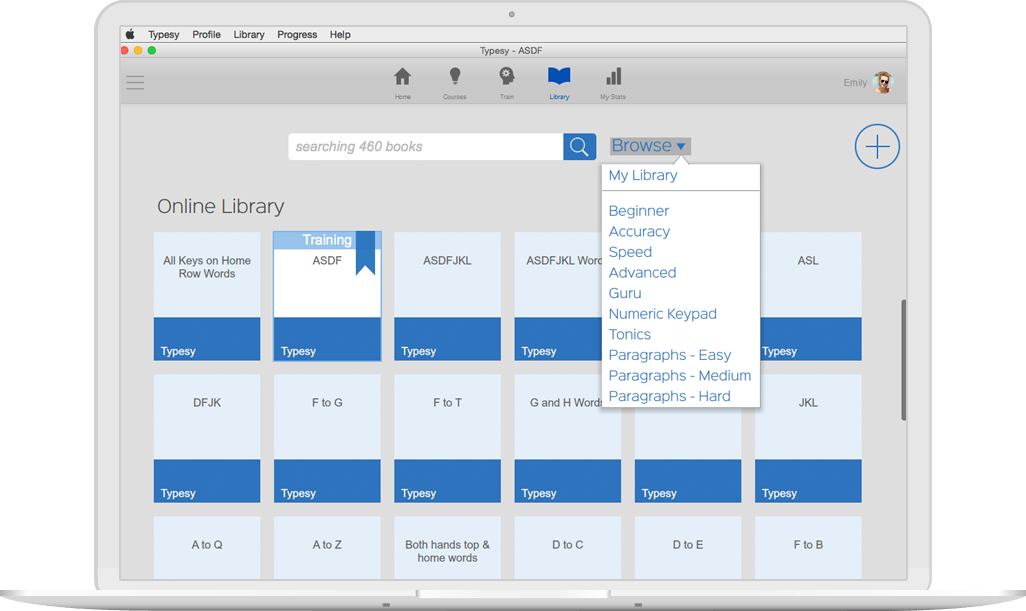 Typesy Profile Library Progress Help
Typesy - ASDF
Home Courses Train Library My Stats
Emily
searching 460 books
Browse
My Library
Beginner
Accuracy
Speed
Advanced
Guru
Numeric Keypad
Tonics
Paragraphs - Easy
Paragraphs - Medium
Paragraphs - Hard
Online Library
All Keys on Home
Row Words
Typesy
Training
ASDF
Typesy
ASDFJKL
Typesy
ASDFJKL Word
Typesy
ASL
Typesy
DFJK
Typesy
F to G
Typesy
F to T
Typesy
G and H Words
Typesy
Typesy
JKL
Typesy
A to Q
A to Z
Both hands top &
home words
D to C
D to E
F to B